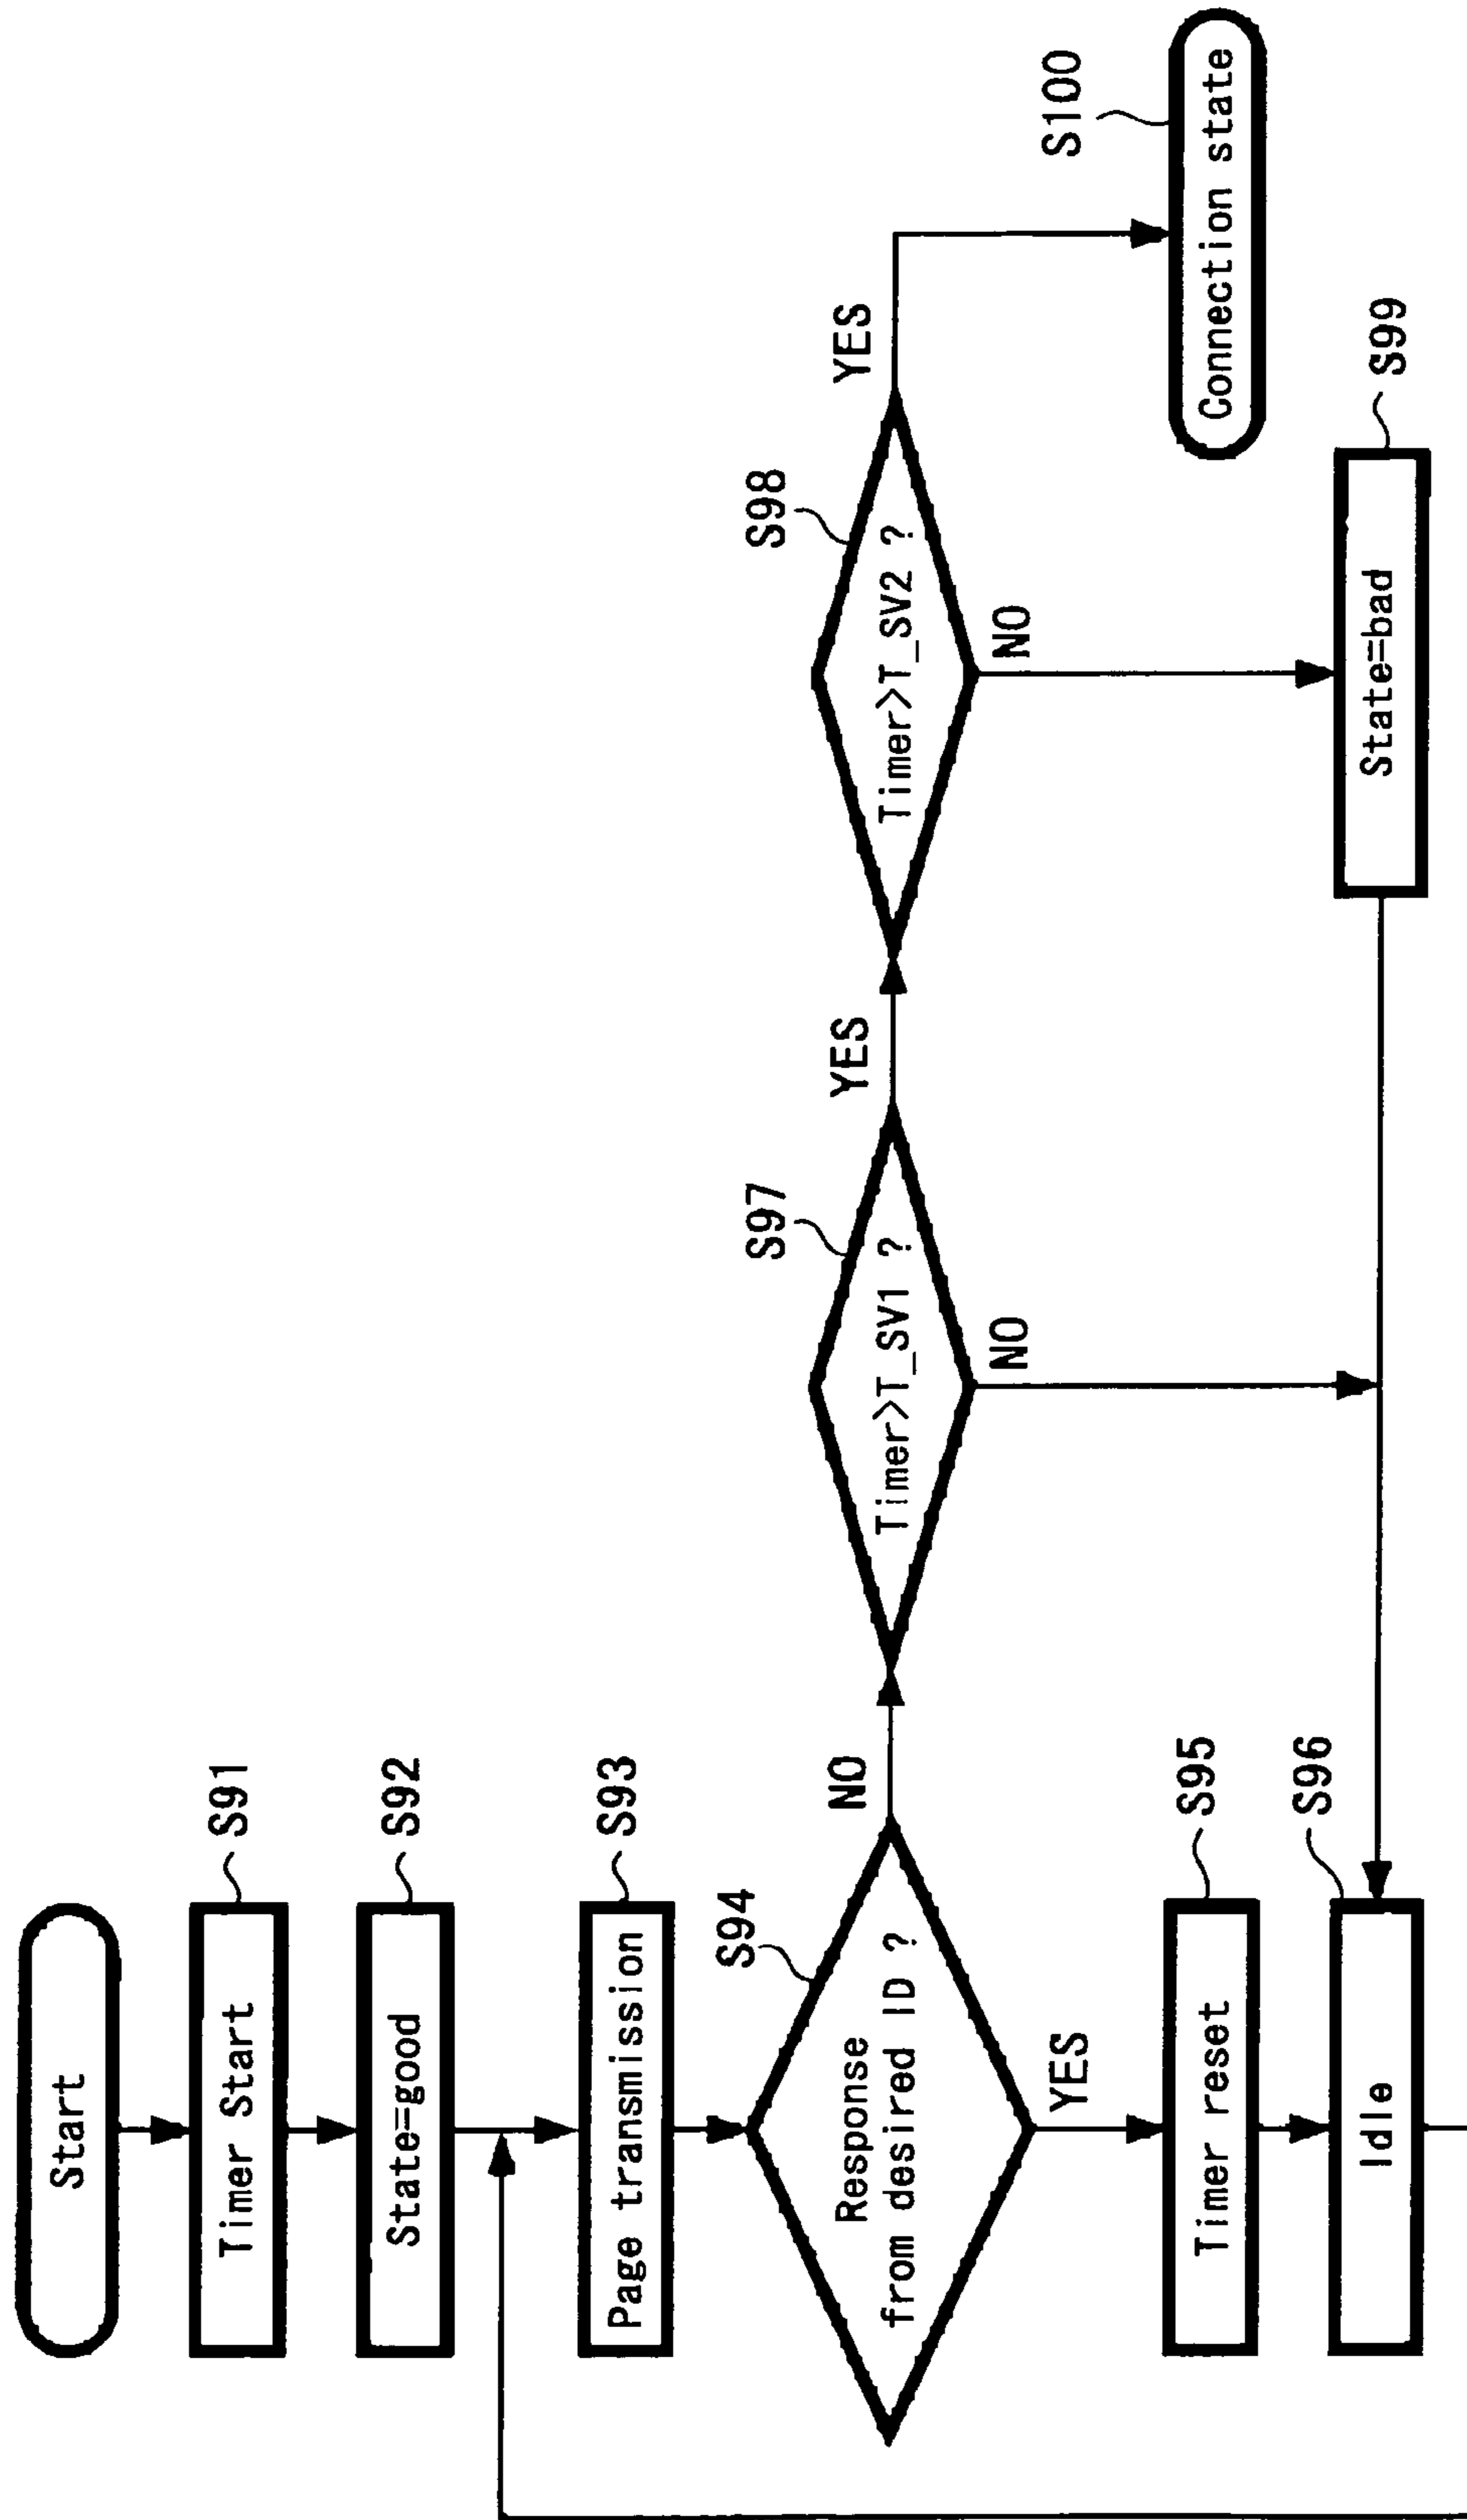 Start
Timer Start
S91
State=good
S92
Page transmission
S93
Response
from desired ID ?
S94
NO
YES
Timer>T_SV1 ?
S97
YES
NO
Timer>T_SV2 ?
S98
YES
NO
Connection state
S100
Timer reset
S95
Idle
S96
State=bad
S99